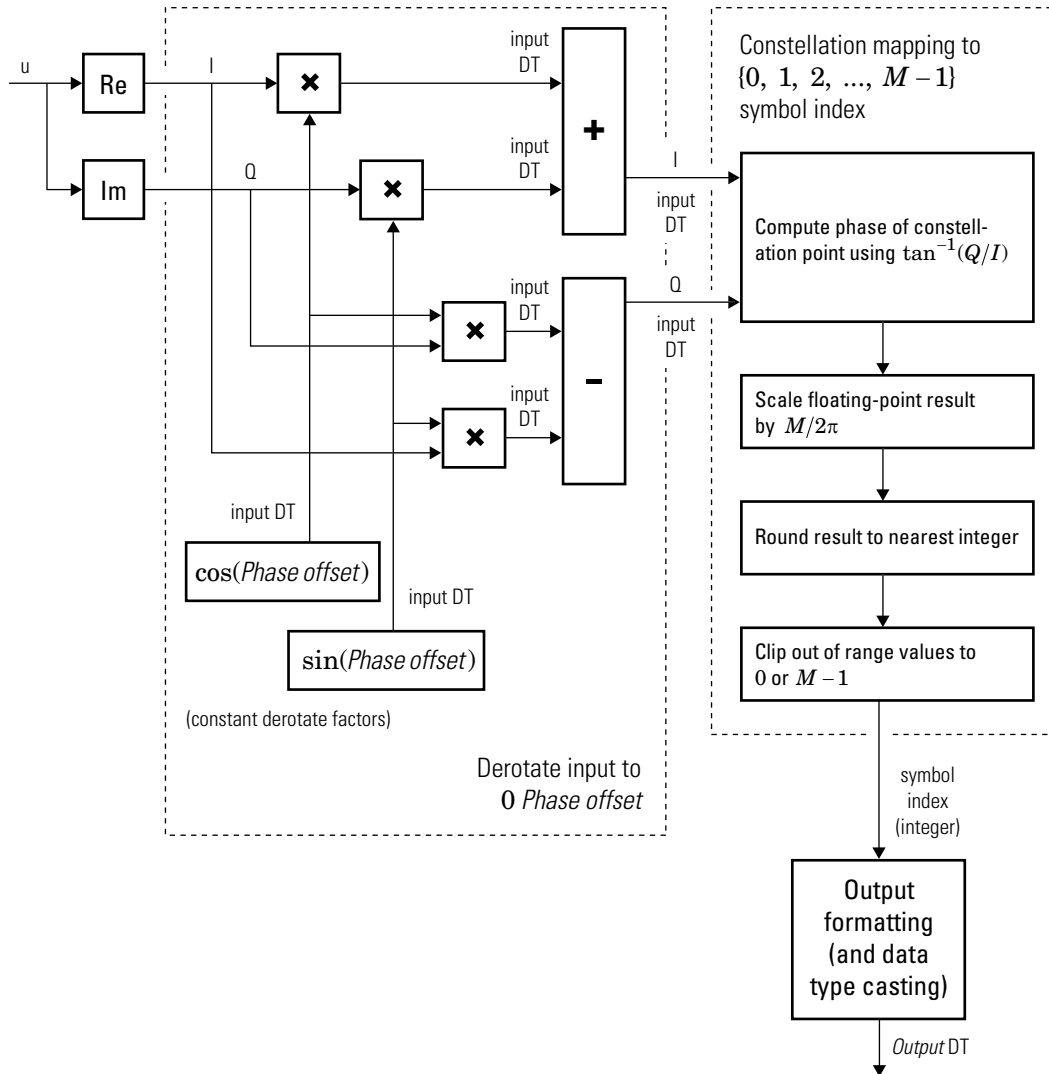 u
Re
I
input
DT
Constellation mapping to
{0, 1, 2, ..., M – 1}
symbol index
+
input
DT
Im
Q
I
input
DT
Compute phase of constell-
ation point using tan⁻¹(Q/I)
Q
input
DT
input
DT
–
Scale floating-point result
by M/2π
input
DT
input DT
Round result to nearest integer
cos(Phase offset)
input DT
sin(Phase offset)
Clip out of range values to
0 or M – 1
(constant derotate factors)
Derotate input to
0 Phase offset
symbol
index
(integer)
Output
formatting
(and data
type casting)
Output DT